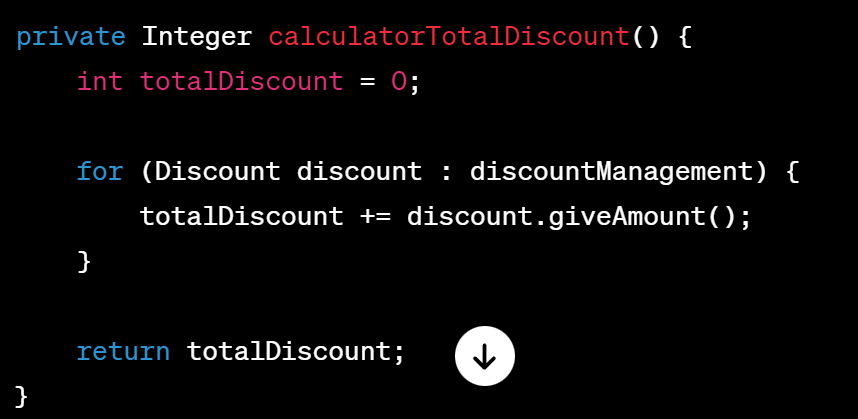 private Integer calculatorTotalDiscount() {
int totalDiscount = 0;
for (Discount discount : discountManagement) {
totalDiscount += discount.giveAmount();
}
return totalDiscount;
}